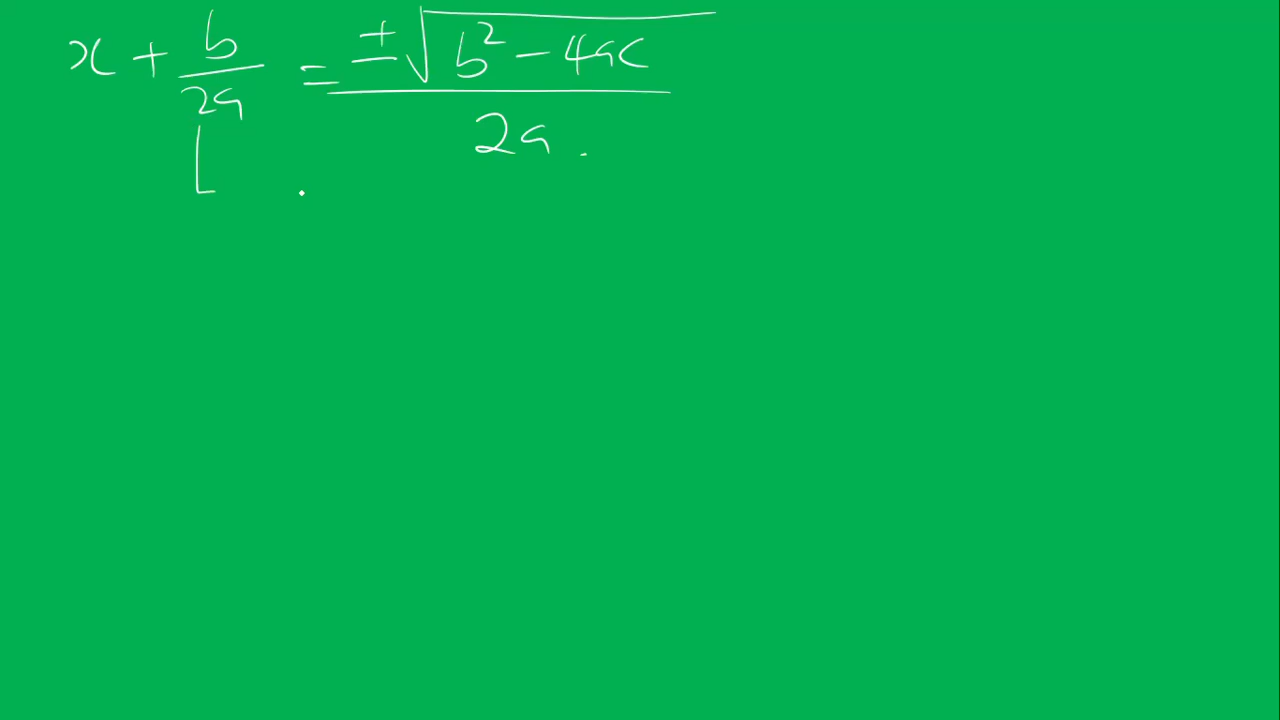 x + b/2a = ±√(b² - 4ac)/2a.